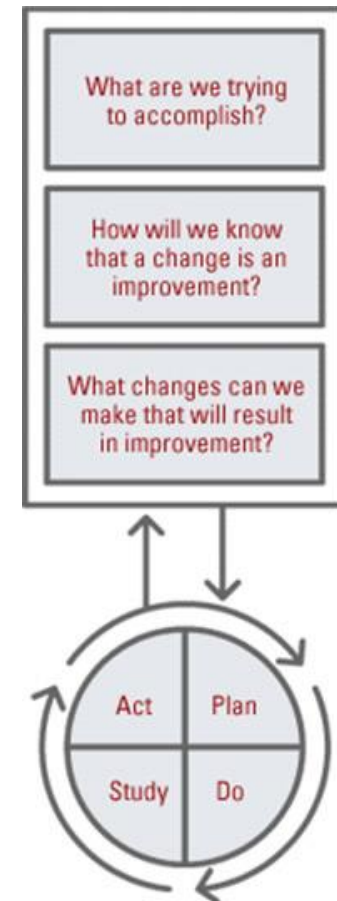 What are we trying
to accomplish?
How will we know
that a change is an
improvement?
What changes can we
make that will result
in improvement?
Act
Plan
Study
Do